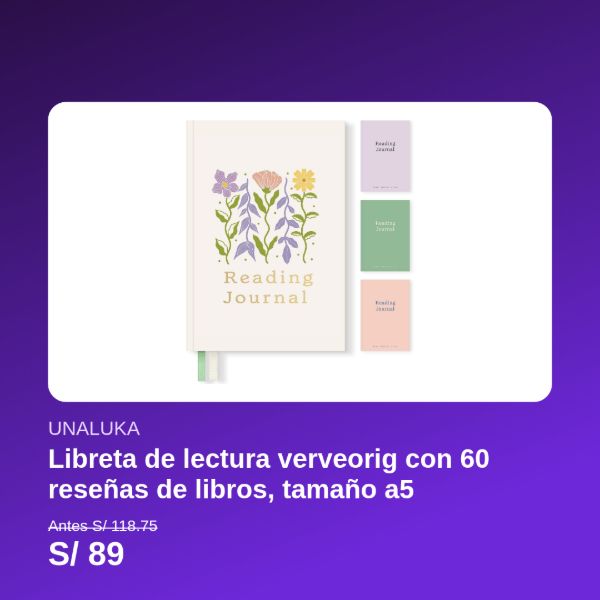 Reading
Journal
Reading
Journal
Reading
Journal
Reading
Journal
UNALUKA
Libreta de lectura verveorig con 60
reseñas de libros, tamaño a5
Antes S/ 118.75
S/ 89